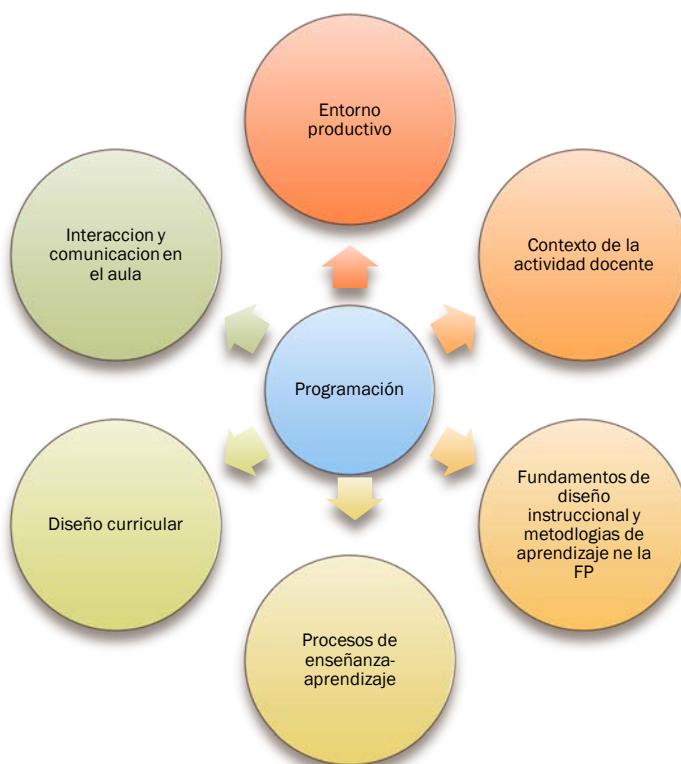 Entorno
productivo
Interaccion y
comunicacion en
el aula
Contexto de la
actividad docente
Programación
Diseño curricular
Fundamentos de
diseño
instruccional y
metodlogias de
aprendizaje ne la
FP
Procesos de
enseñanza-
aprendizaje